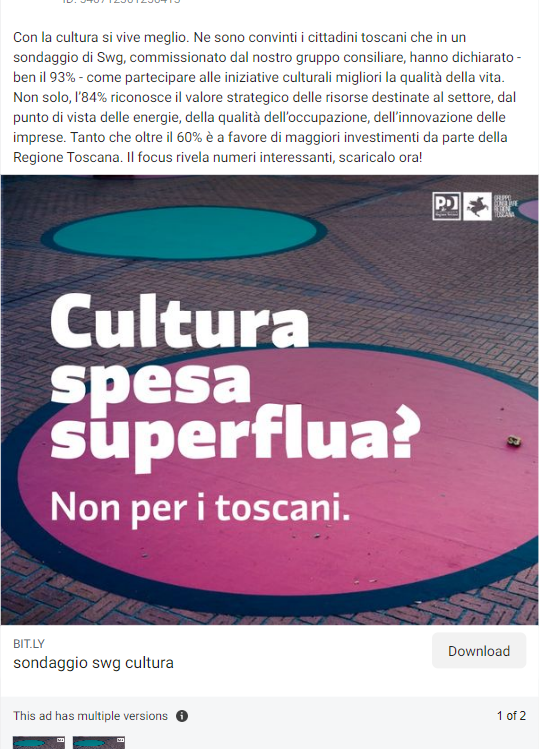 Con la cultura si vive meglio. Ne sono convinti i cittadini toscani che in un
sondaggio di Swg, commissionato dal nostro gruppo consiliare, hanno dichiarato -
ben il 93% - come partecipare alle iniziative culturali migliori la qualità della vita.
Non solo, l'84% riconosce il valore strategico delle risorse destinate al settore, dal
punto di vista delle energie, della qualità dell'occupazione, dell'innovazione delle
imprese. Tanto che oltre il 60% è a favore di maggiori investimenti da parte della
Regione Toscana. Il focus rivela numeri interessanti, scaricalo ora!
PD
GRUPPO
CONSILIARE
REGIONE
TOSCANA
Cultura
spesa
superflua?
Non per i toscani.
BIT.LY
sondaggio swg cultura
Download
This ad has multiple versions
1 of 2